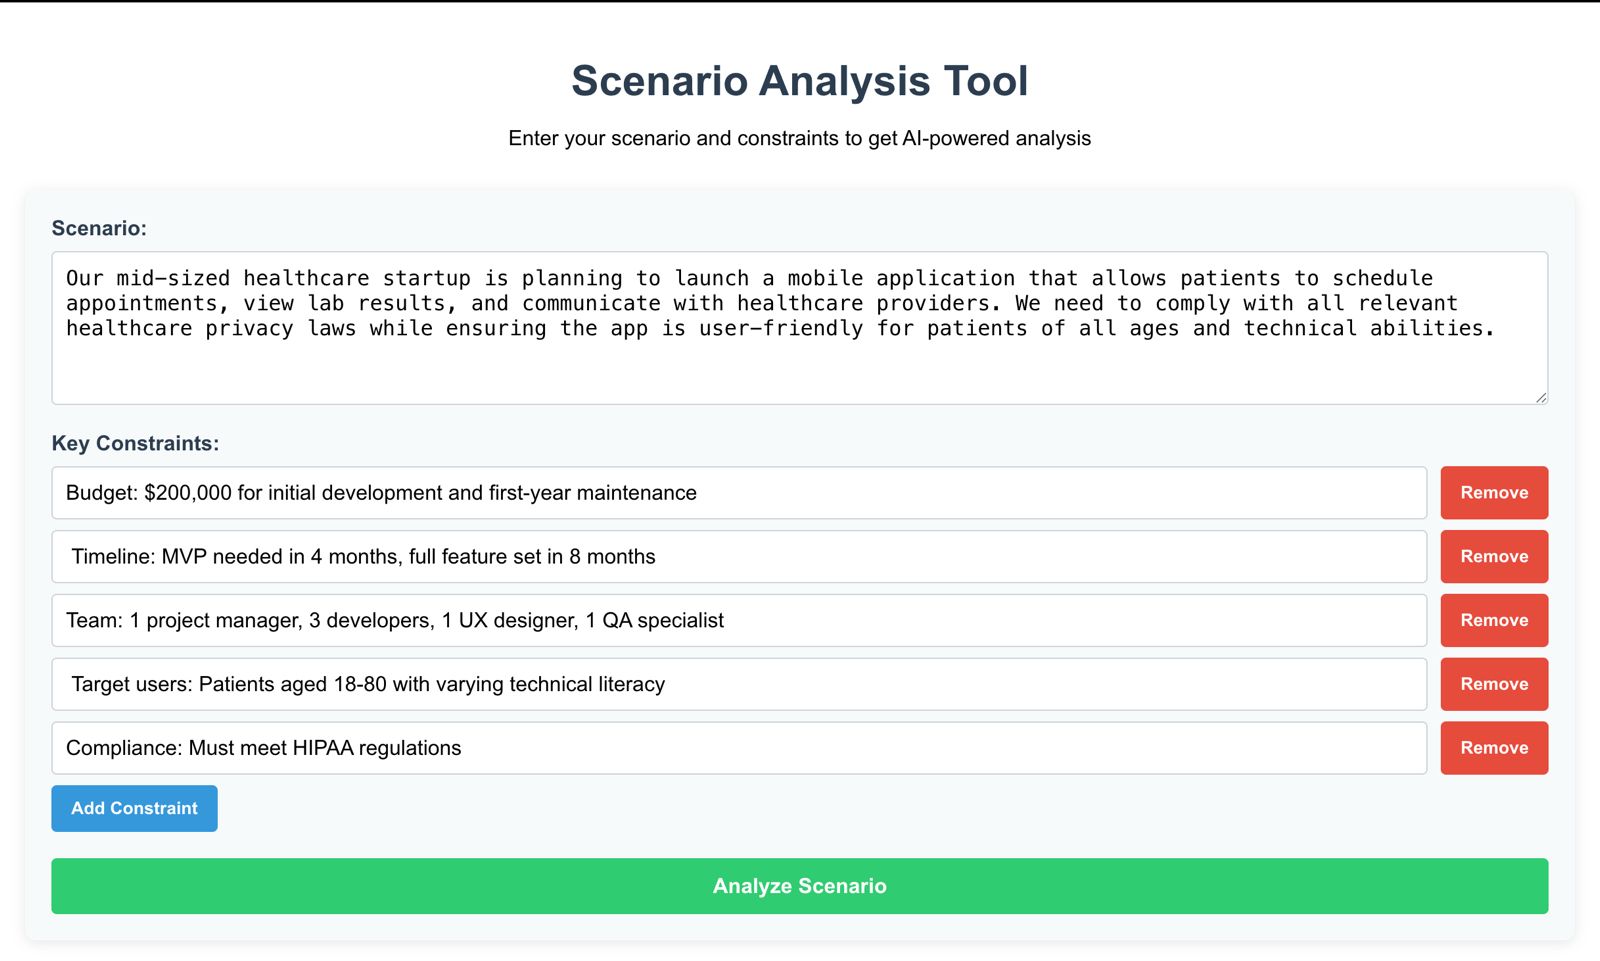 Scenario Analysis Tool
Enter your scenario and constraints to get AI-powered analysis
Scenario:
Our mid-sized healthcare startup is planning to launch a mobile application that allows patients to schedule
appointments, view lab results, and communicate with healthcare providers. We need to comply with all relevant
healthcare privacy laws while ensuring the app is user-friendly for patients of all ages and technical abilities.
Key Constraints:
Budget: $200,000 for initial development and first-year maintenance
Remove
Timeline: MVP needed in 4 months, full feature set in 8 months
Remove
Team: 1 project manager, 3 developers, 1 UX designer, 1 QA specialist
Remove
Target users: Patients aged 18-80 with varying technical literacy
Remove
Compliance: Must meet HIPAA regulations
Remove
Add Constraint
Analyze Scenario